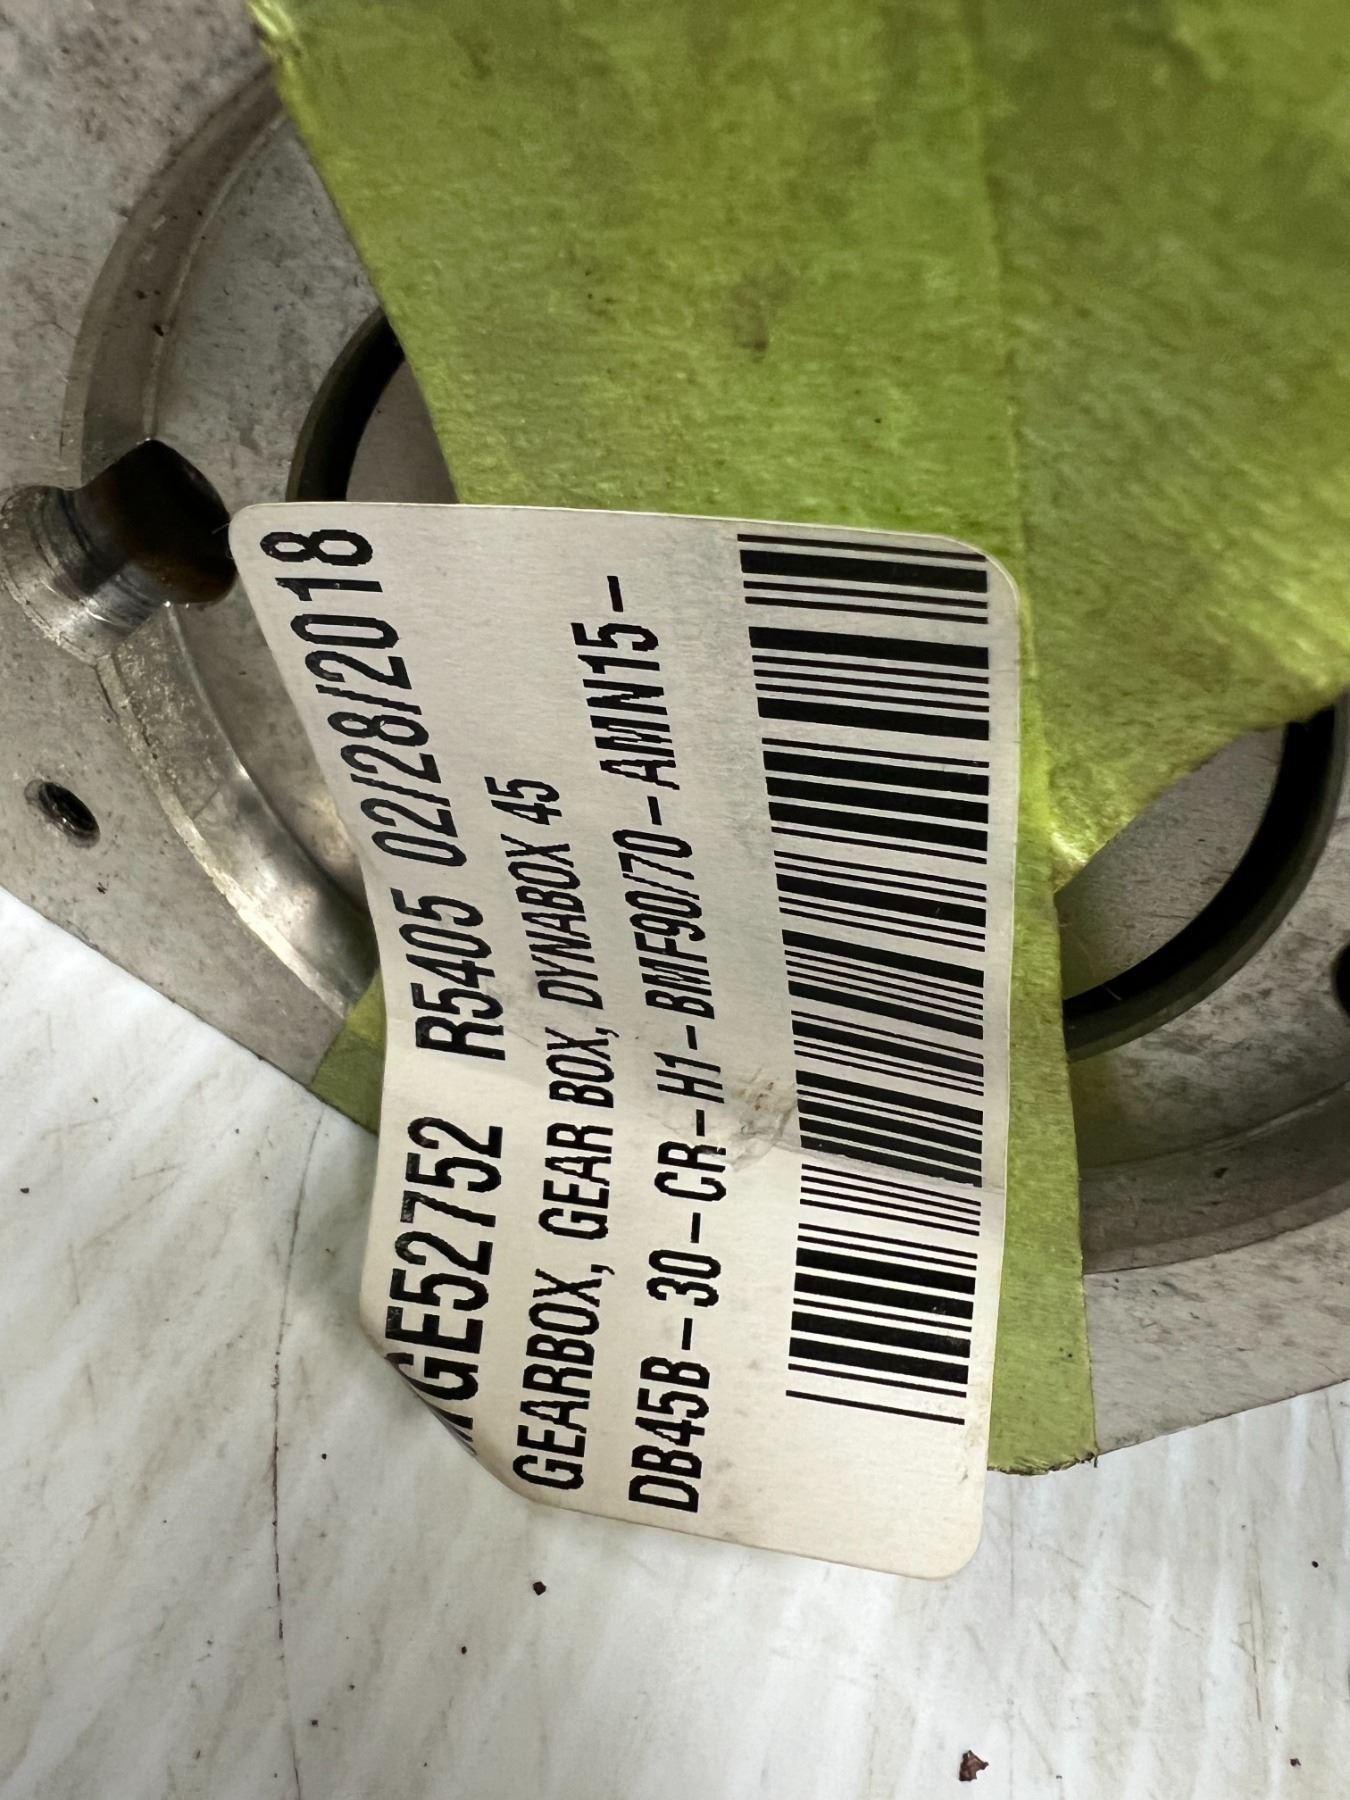 GE52752 R5405 02/28/2018
GEARBOX, GEAR BOX, DYNABOX 45
DB45B-30-CR-H1-BMF90/70-AMN15-